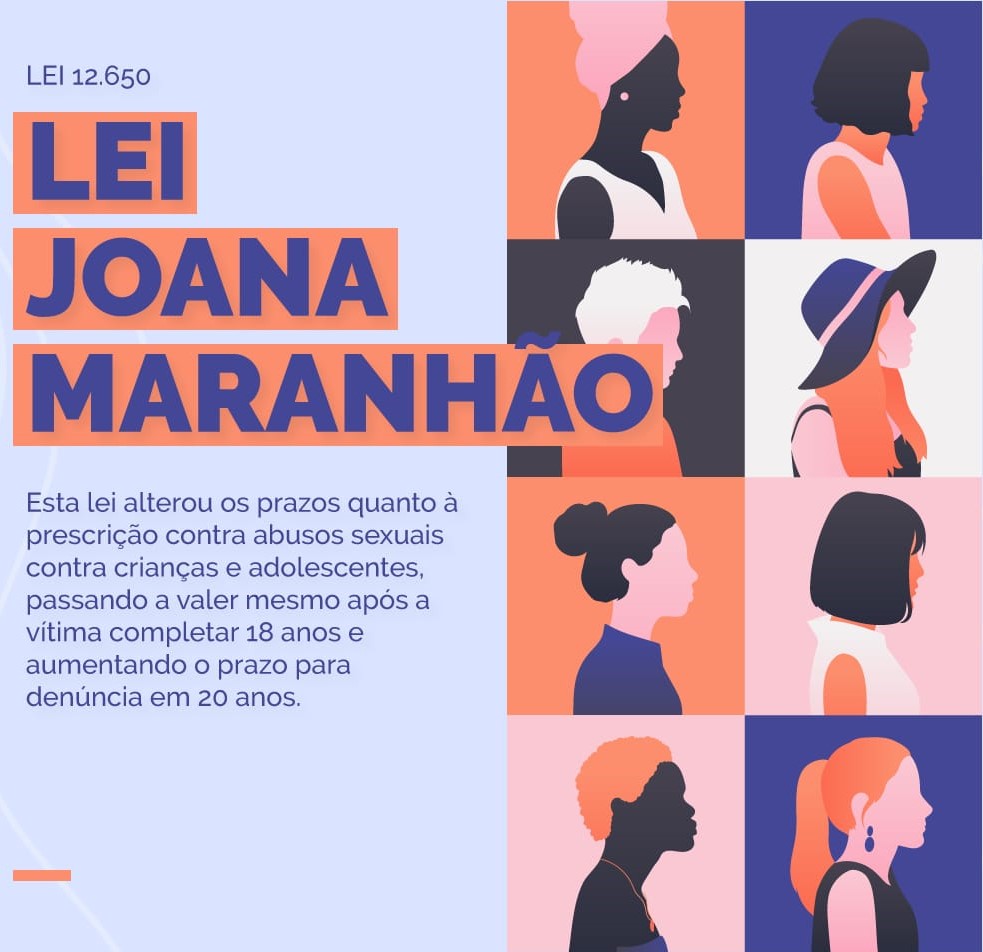 LEI 12.650
LEI
JOANA
MARANHÃO
Esta lei alterou os prazos quanto à
prescrição contra abusos sexuais
contra crianças e adolescentes,
passando a valer mesmo após a
vítima completar 18 anos e
aumentando o prazo para
denúncia em 20 anos.